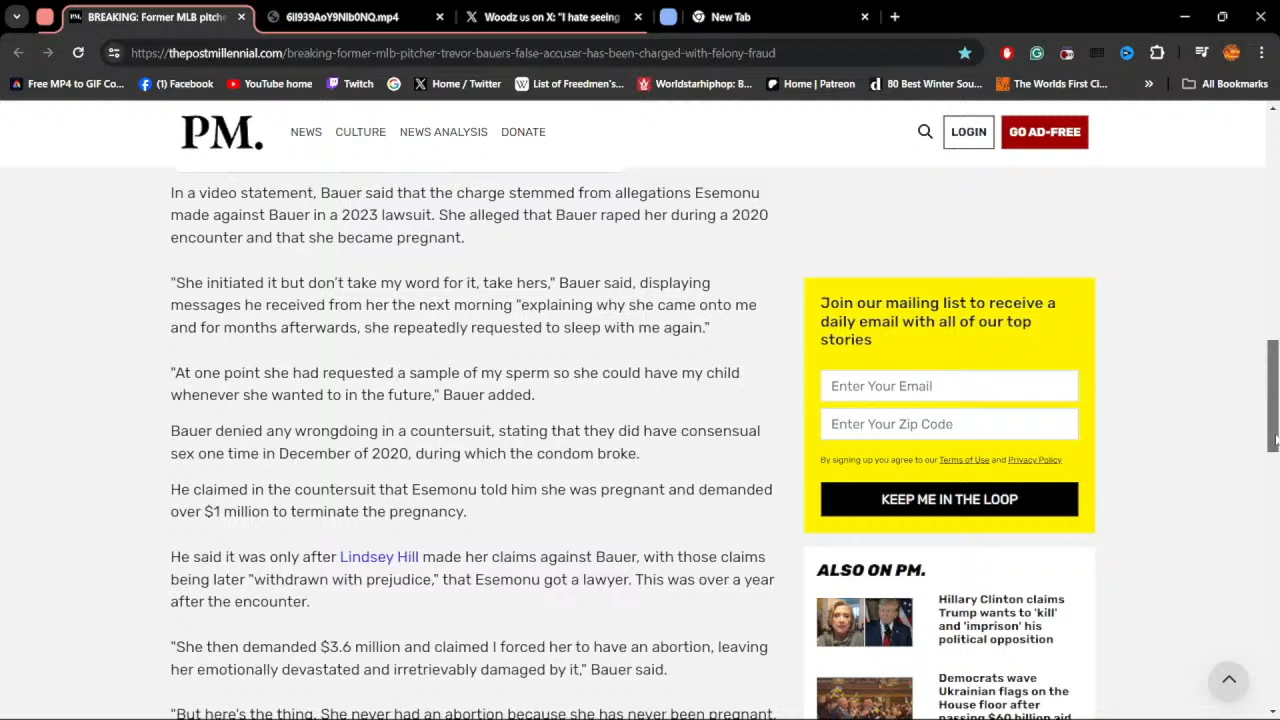 BREAKING: Former MLB pitche
6II939AoY9NIb0NQ.mp4
Woodz us on X: "I hate seeing
New Tab
https://thepostmillennial.com/breaking-former-mlb-pitcher-trevor-bauers-false-accuser-has-been-charged-with-felony-fraud
Free MP4 to GIF Co...
(1) Facebook
YouTube home
Twitch
Home / Twitter
List of Freedmen's...
Worldstarhiphop: B...
Home | Patreon
80 Best Winter Sou...
The Worlds First Cl...
All Bookmarks
PM.
NEWS
CULTURE
NEWS ANALYSIS
DONATE
LOGIN
GO AD-FREE
In a video statement, Bauer said that the charge stemmed from allegations Esemonu
made against Bauer in a 2023 lawsuit. She alleged that Bauer raped her during a 2020
encounter and that she became pregnant.
"She initiated it but don't take my word for it, take hers," Bauer said, displaying
messages he received from her the next morning "explaining why she came onto me
and for months afterwards, she repeatedly requested to sleep with me again."
"At one point she had requested a sample of my sperm so she could have my child
whenever she wanted to in the future," Bauer added.
Bauer denied any wrongdoing in a countersuit, stating that they did have consensual
sex one time in December of 2020, during which the condom broke.
He claimed in the countersuit that Esemonu told him she was pregnant and demanded
over $1 million to terminate the pregnancy.
He said it was only after Lindsey Hill made her claims against Bauer, with those claims
being later "withdrawn with prejudice," that Esemonu got a lawyer. This was over a year
after the encounter.
"She then demanded $3.6 million and claimed I forced her to have an abortion, leaving
her emotionally devastated and irretrievably damaged by it," Bauer said.
"But here's the thing. She never had an abortion because she has never been pregnant.
Join our mailing list to receive a
daily email with all of our top
stories
Enter Your Email
Enter Your Zip Code
By signing up you agree to our Terms of Use and Privacy Policy
KEEP ME IN THE LOOP
ALSO ON PM.
Hillary Clinton claims
Trump wants to 'kill'
and 'imprison' his
political opposition
Democrats wave
Ukrainian flags on the
House floor after
passing $60 billion aid